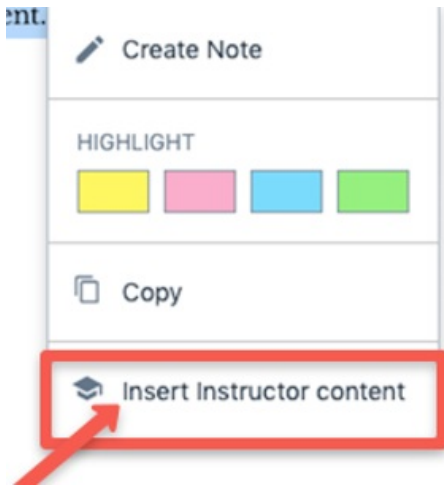 ent.
Create Note
HIGHLIGHT
Copy
Insert Instructor content